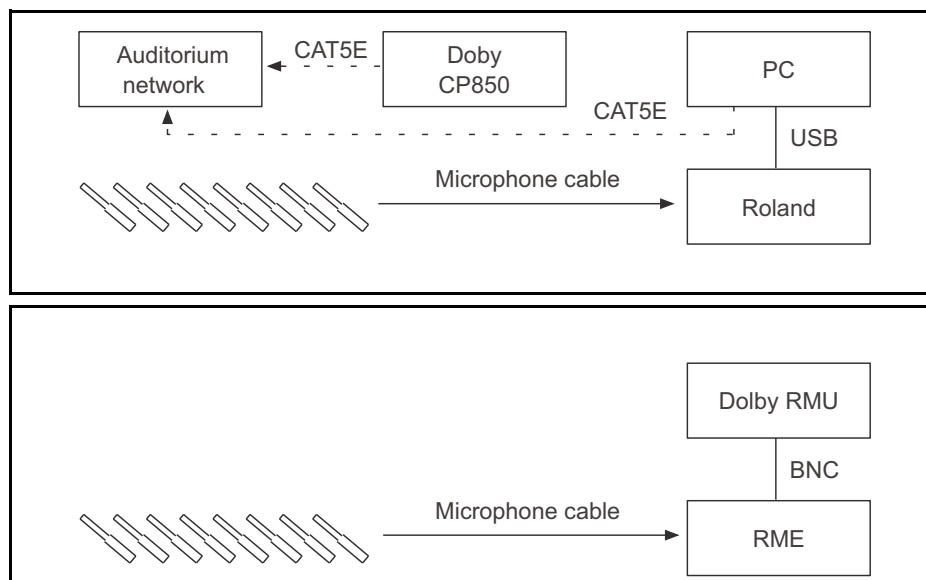 Auditorium
network
CAT5E
Doby
CP850
PC
CAT5E
USB
Microphone cable
Roland
Dolby RMU
BNC
Microphone cable
RME